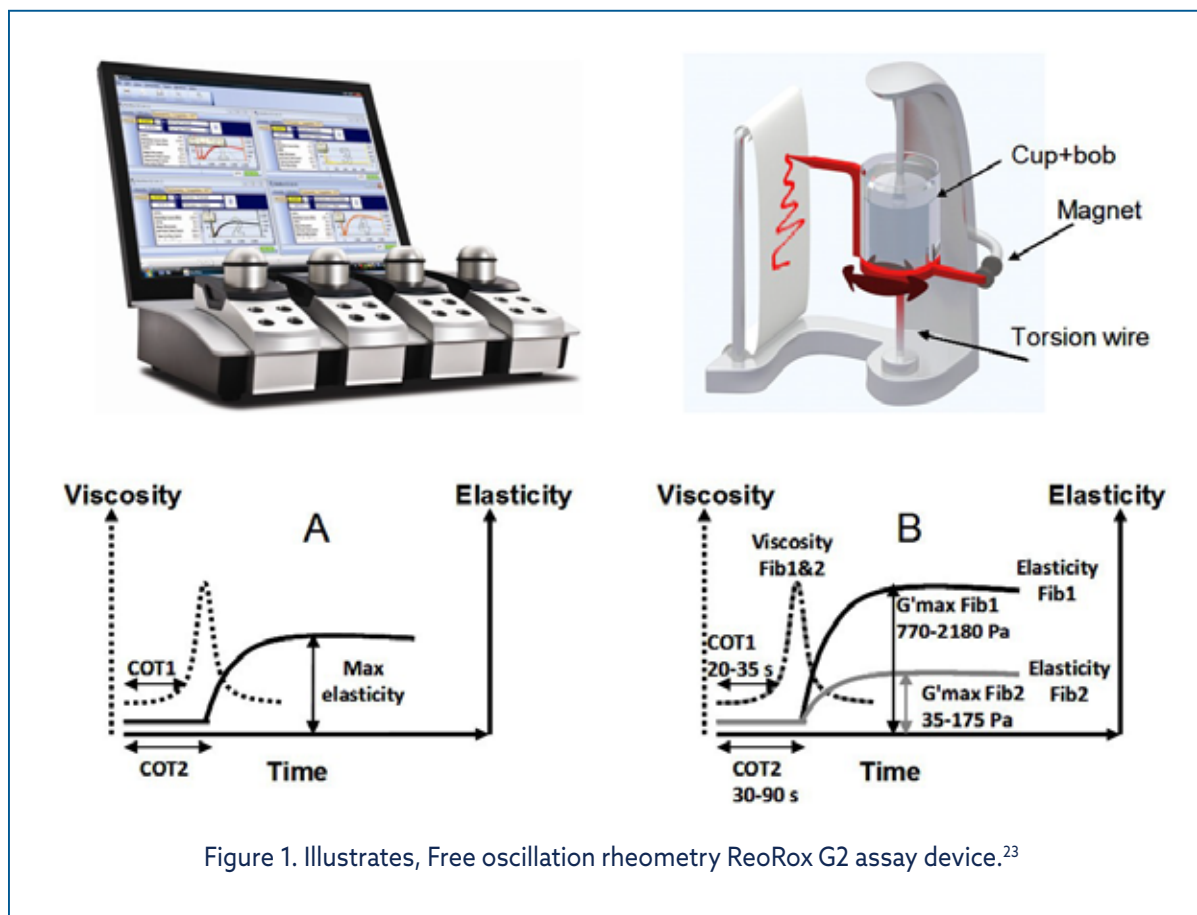 Cup+bob
Magnet
Torsion wire
Viscosity
Elasticity
A
COT1
Max
elasticity
COT2
Time
Viscosity
Elasticity
B
Viscosity
Fib1&2
Elasticity
Fib1
G'max Fib1
770-2180 Pa
COT1
20-35 s
Elasticity
Fib2
G'max Fib2
35-175 Pa
COT2
30-90 s
Time
Figure 1. Illustrates, Free oscillation rheometry ReoRox G2 assay device.²³